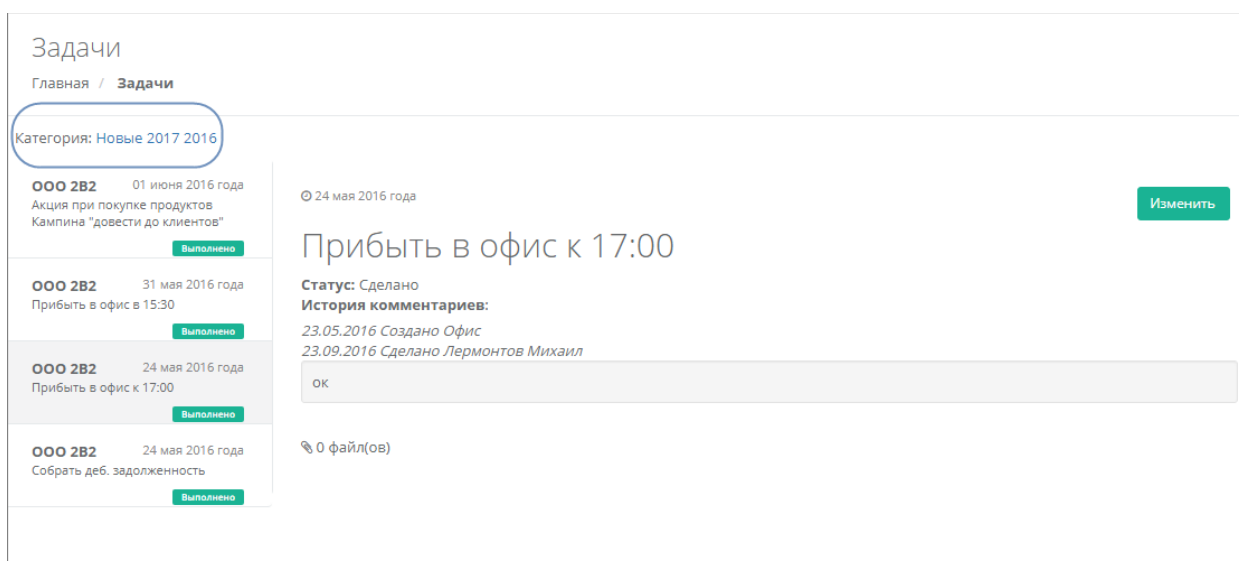 Задачи
Главная / Задачи
Категория: Новые 2017 2016
ООО 2В2 01 июня 2016 года
Акция при покупке продуктов
Кампина "довести до клиентов"
Выполнено
ООО 2В2 31 мая 2016 года
Прибыть в офис в 15:30
Выполнено
ООО 2В2 24 мая 2016 года
Прибыть в офис к 17:00
Выполнено
ООО 2В2 24 мая 2016 года
Собрать деб. задолженность
Выполнено
24 мая 2016 года
Изменить
Прибыть в офис к 17:00
Статус: Сделано
История комментариев:
23.05.2016 Создано Офис
23.09.2016 Сделано Лермонтов Михаил
ок
0 файл(ов)